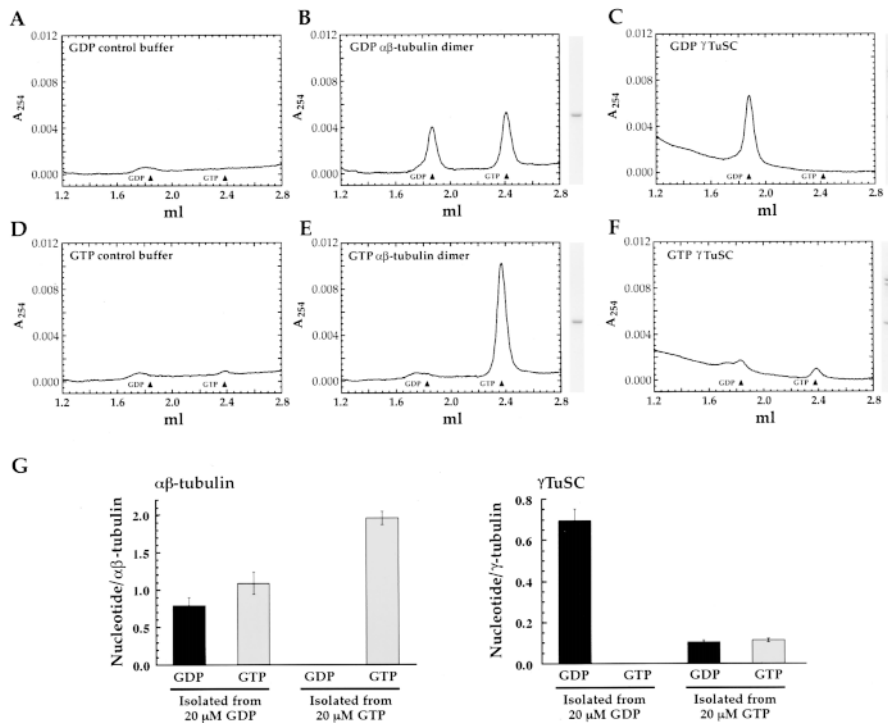 A
GDP control buffer
0.012
0.008
0.004
0.000
A254
GDP ▲
GTP ▲
1.2 1.6 2.0 2.4 2.8
ml
B
GDP αβ-tubulin dimer
0.012
0.008
0.004
0.000
A254
GDP ▲
GTP ▲
1.2 1.6 2.0 2.4 2.8
ml
C
GDP γTuSC
0.012
0.008
0.004
0.000
A254
GDP ▲
GTP ▲
1.2 1.6 2.0 2.4 2.8
ml
D
GTP control buffer
0.012
0.008
0.004
0.000
A254
GDP ▲
GTP ▲
1.2 1.6 2.0 2.4 2.8
ml
E
GTP αβ-tubulin dimer
0.012
0.008
0.004
0.000
A254
GDP ▲
GTP ▲
1.2 1.6 2.0 2.4 2.8
ml
F
GTP γTuSC
0.012
0.008
0.004
0.000
A254
GDP ▲
GTP ▲
1.2 1.6 2.0 2.4 2.8
ml
G
αβ-tubulin
Nucleotide/αβ-tubulin
2.0
1.5
1.0
0.5
0.0
GDP GTP GDP GTP
Isolated from
20 μM GDP
Isolated from
20 μM GTP
γTuSC
Nucleotide/γ-tubulin
0.8
0.6
0.4
0.2
0.0
GDP GTP GDP GTP
Isolated from
20 μM GDP
Isolated from
20 μM GTP